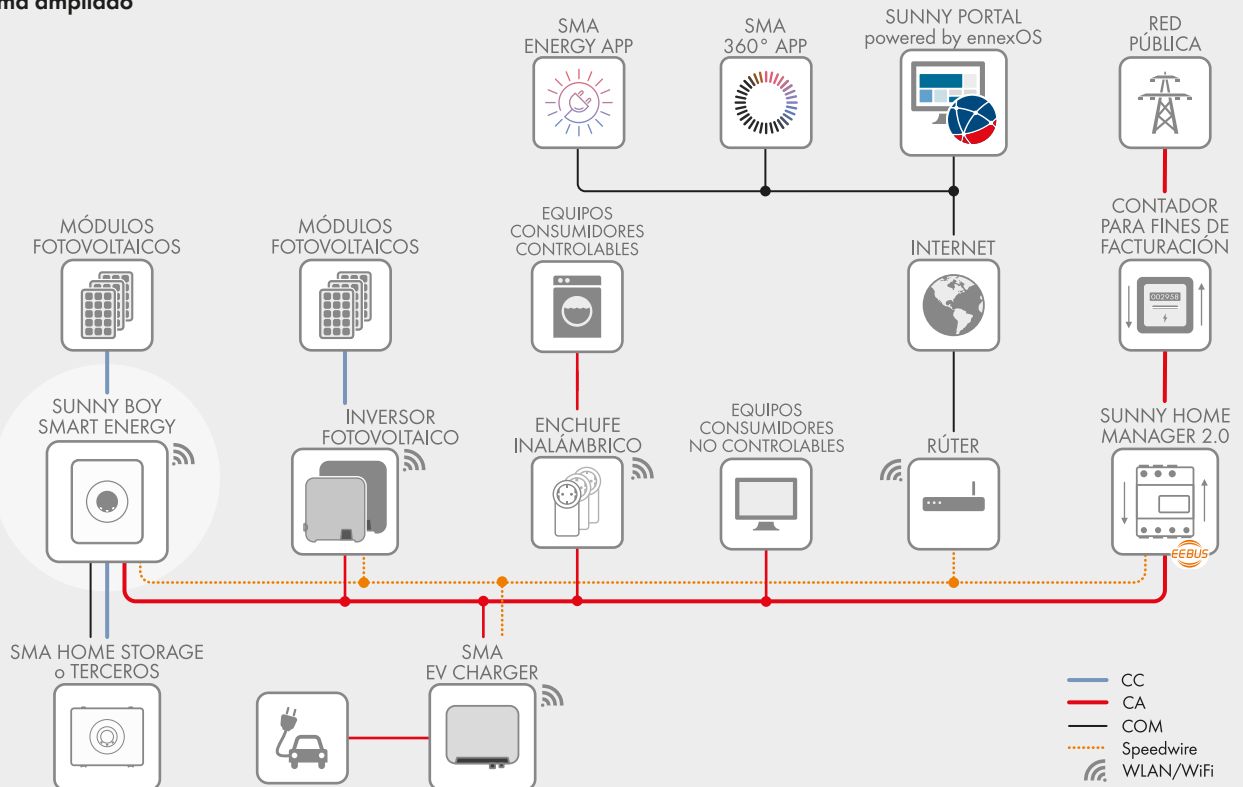 ma ampliado
SMA
ENERGY APP
SMA
360° APP
SUNNY PORTAL
powered by ennexOS
RED
PÚBLICA
MÓDULOS
FOTOVOLTAICOS
MÓDULOS
FOTOVOLTAICOS
EQUIPOS
CONSUMIDORES
CONTROLABLES
INTERNET
CONTADOR
PARA FINES DE
FACTURACIÓN
002958
SUNNY BOY
SMART ENERGY
INVERSOR
FOTOVOLTAICO
ENCHUFE
INALÁMBRICO
EQUIPOS
CONSUMIDORES
NO CONTROLABLES
RÚTER
SUNNY HOME
MANAGER 2.0
EEBUS
SMA HOME STORAGE
o TERCEROS
SMA
EV CHARGER
CC
CA
COM
Speedwire
WLAN/WiFi